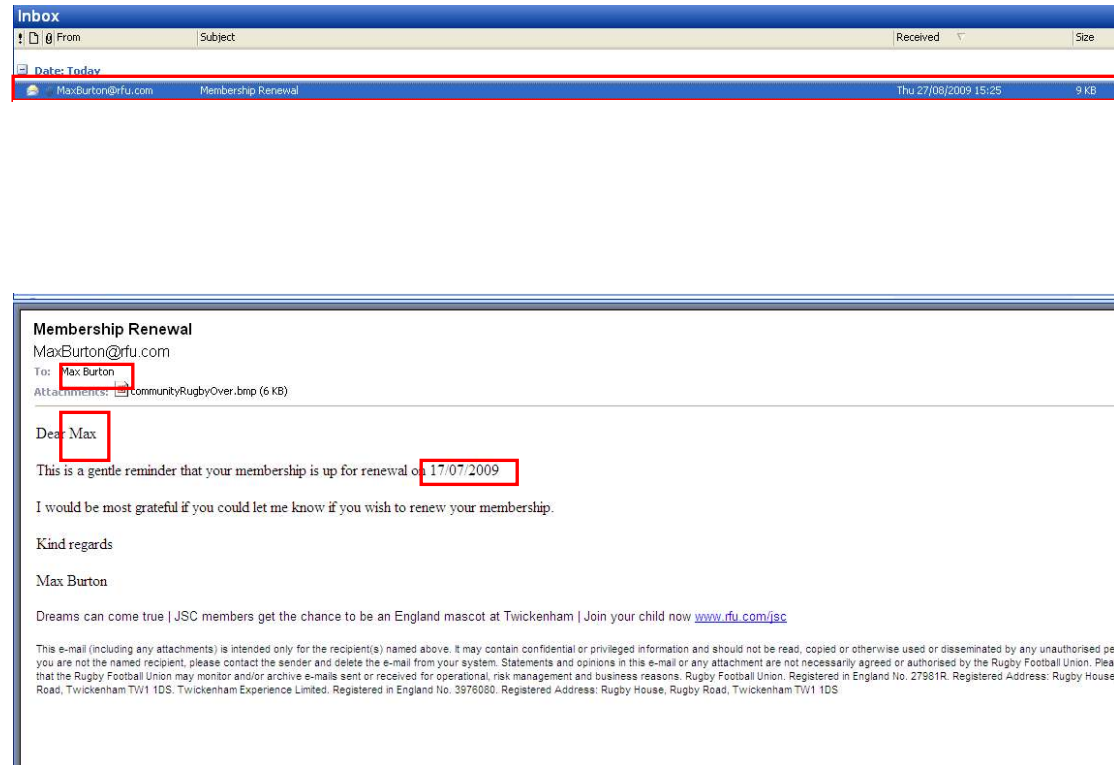 Inbox
! From Subject Received Size
Date: Today
MaxBurton@rfu.com Membership Renewal Thu 27/08/2009 15:25 9 KB
Membership Renewal
MaxBurton@rfu.com
To: Max Burton
Attachments: communityRugbyOver.bmp (6 KB)
Dear Max
This is a gentle reminder that your membership is up for renewal on 17/07/2009
I would be most grateful if you could let me know if you wish to renew your membership.
Kind regards
Max Burton
Dreams can come true | JSC members get the chance to be an England mascot at Twickenham | Join your child now www.rfu.com/jsc
This e-mail (including any attachments) is intended only for the recipient(s) named above. It may contain confidential or privileged information and should not be read, copied or otherwise used or disseminated by any unauthorised pe
you are not the named recipient, please contact the sender and delete the e-mail from your system. Statements and opinions in this e-mail or any attachment are not necessarily agreed or authorised by the Rugby Football Union. Plea
that the Rugby Football Union may monitor and/or archive e-mails sent or received for operational, risk management and business reasons. Rugby Football Union. Registered in England No. 27981R. Registered Address: Rugby House
Road, Twickenham TW1 1DS. Twickenham Experience Limited. Registered in England No. 3976080. Registered Address: Rugby House, Rugby Road, Twickenham TW1 1DS